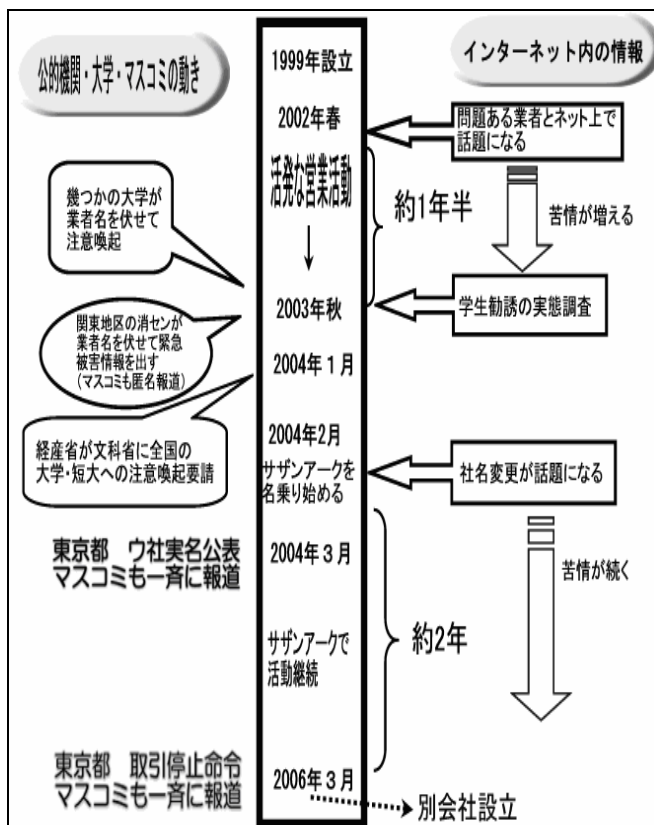 公的機関・大学・マスコミの動き
インターネット内の情報
1999年設立
2002年春
問題ある業者とネット上で
話題になる
活発な営業活動
約1年半
苦情が増える
幾つかの大学が
業者名を伏せて
注意喚起
2003年秋
学生勧誘の実態調査
関東地区の消センが
業者名を伏せて緊急
被害情報を出す
(マスコミも匿名報道)
2004年1月
経産省が文科省に全国の
大学・短大への注意喚起要請
2004年2月
サザンアークを
名乗り始める
社名変更が話題になる
東京都 ウ社実名公表
マスコミも一斉に報道
2004年3月
苦情が続く
約2年
サザンアークで
活動継続
東京都 取引停止命令
マスコミも一斉に報道
2006年3月
別会社設立